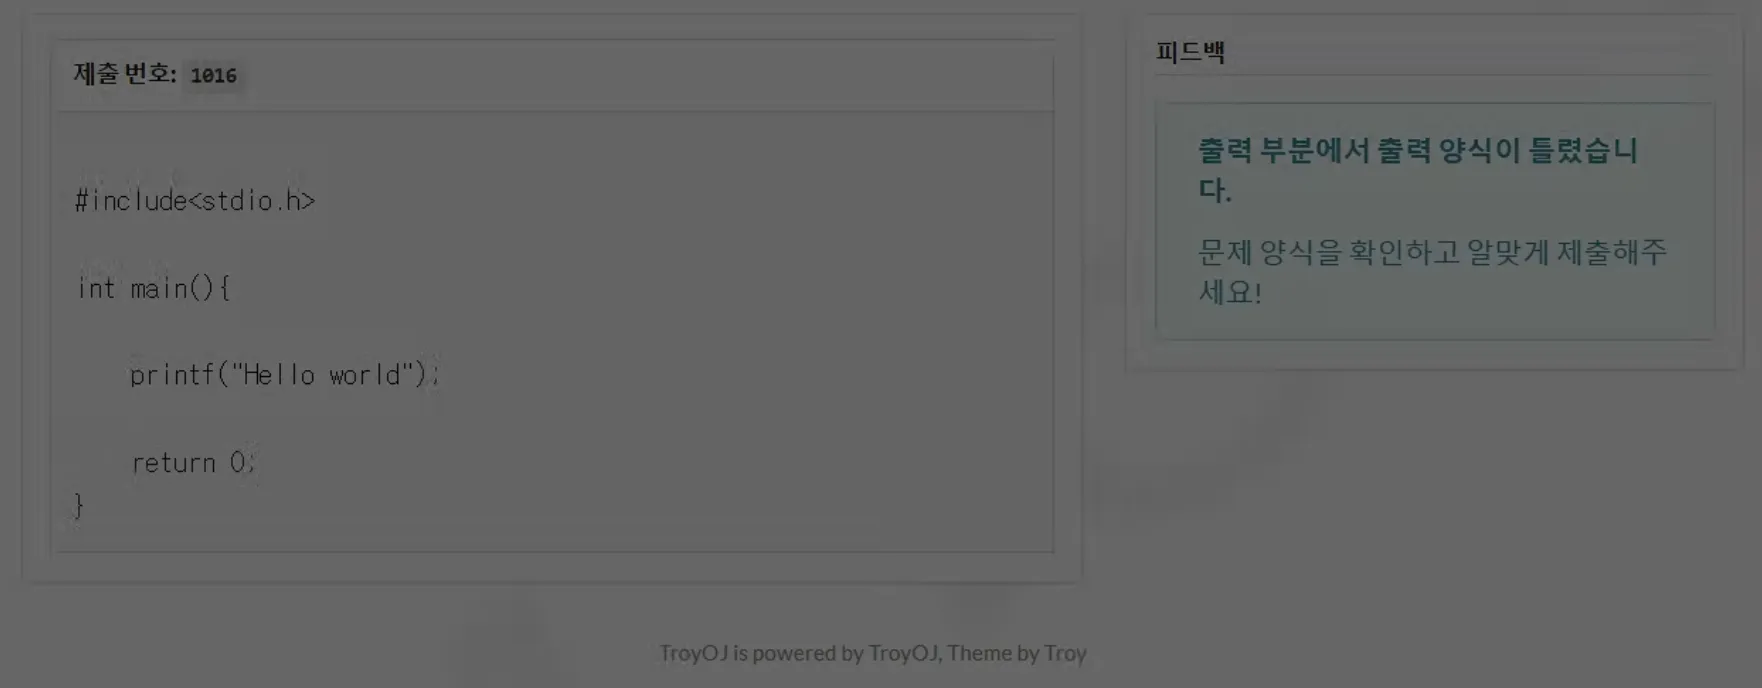 제출 번호: 1016
#include<stdio.h>
int main(){
printf("Hello world");
return 0;
}
피드백
출력 부분에서 출력 양식이 틀렸습니
다.
문제 양식을 확인하고 알맞게 제출해주
세요!
TroyOJ is powered by TroyOJ, Theme by Troy